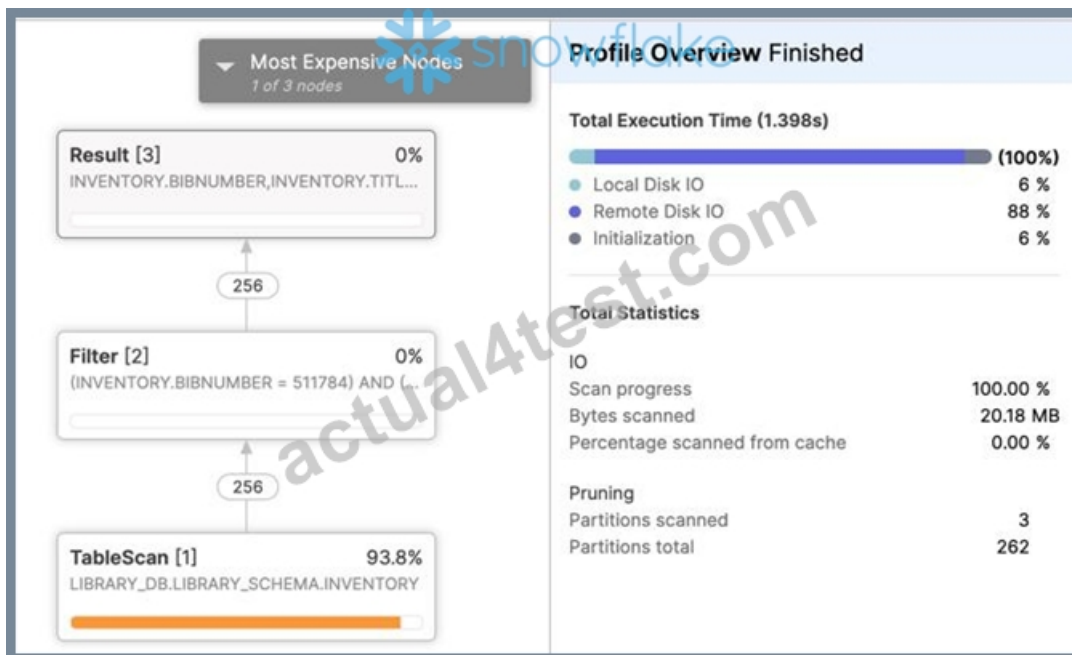 snowflake
Most Expensive Nodes
1 of 3 nodes
Result [3] 0%
INVENTORY.BIBNUMBER,INVENTORY.TITL...
256
Filter [2] 0%
(INVENTORY.BIBNUMBER = 511784) AND (...
256
TableScan [1] 93.8%
LIBRARY_DB.LIBRARY_SCHEMA.INVENTORY
Profile Overview Finished
Total Execution Time (1.398s)
(100%)
Local Disk IO 6 %
Remote Disk IO 88 %
Initialization 6 %
Total Statistics
IO
Scan progress 100.00 %
Bytes scanned 20.18 MB
Percentage scanned from cache 0.00 %
Pruning
Partitions scanned 3
Partitions total 262
actual4test.com